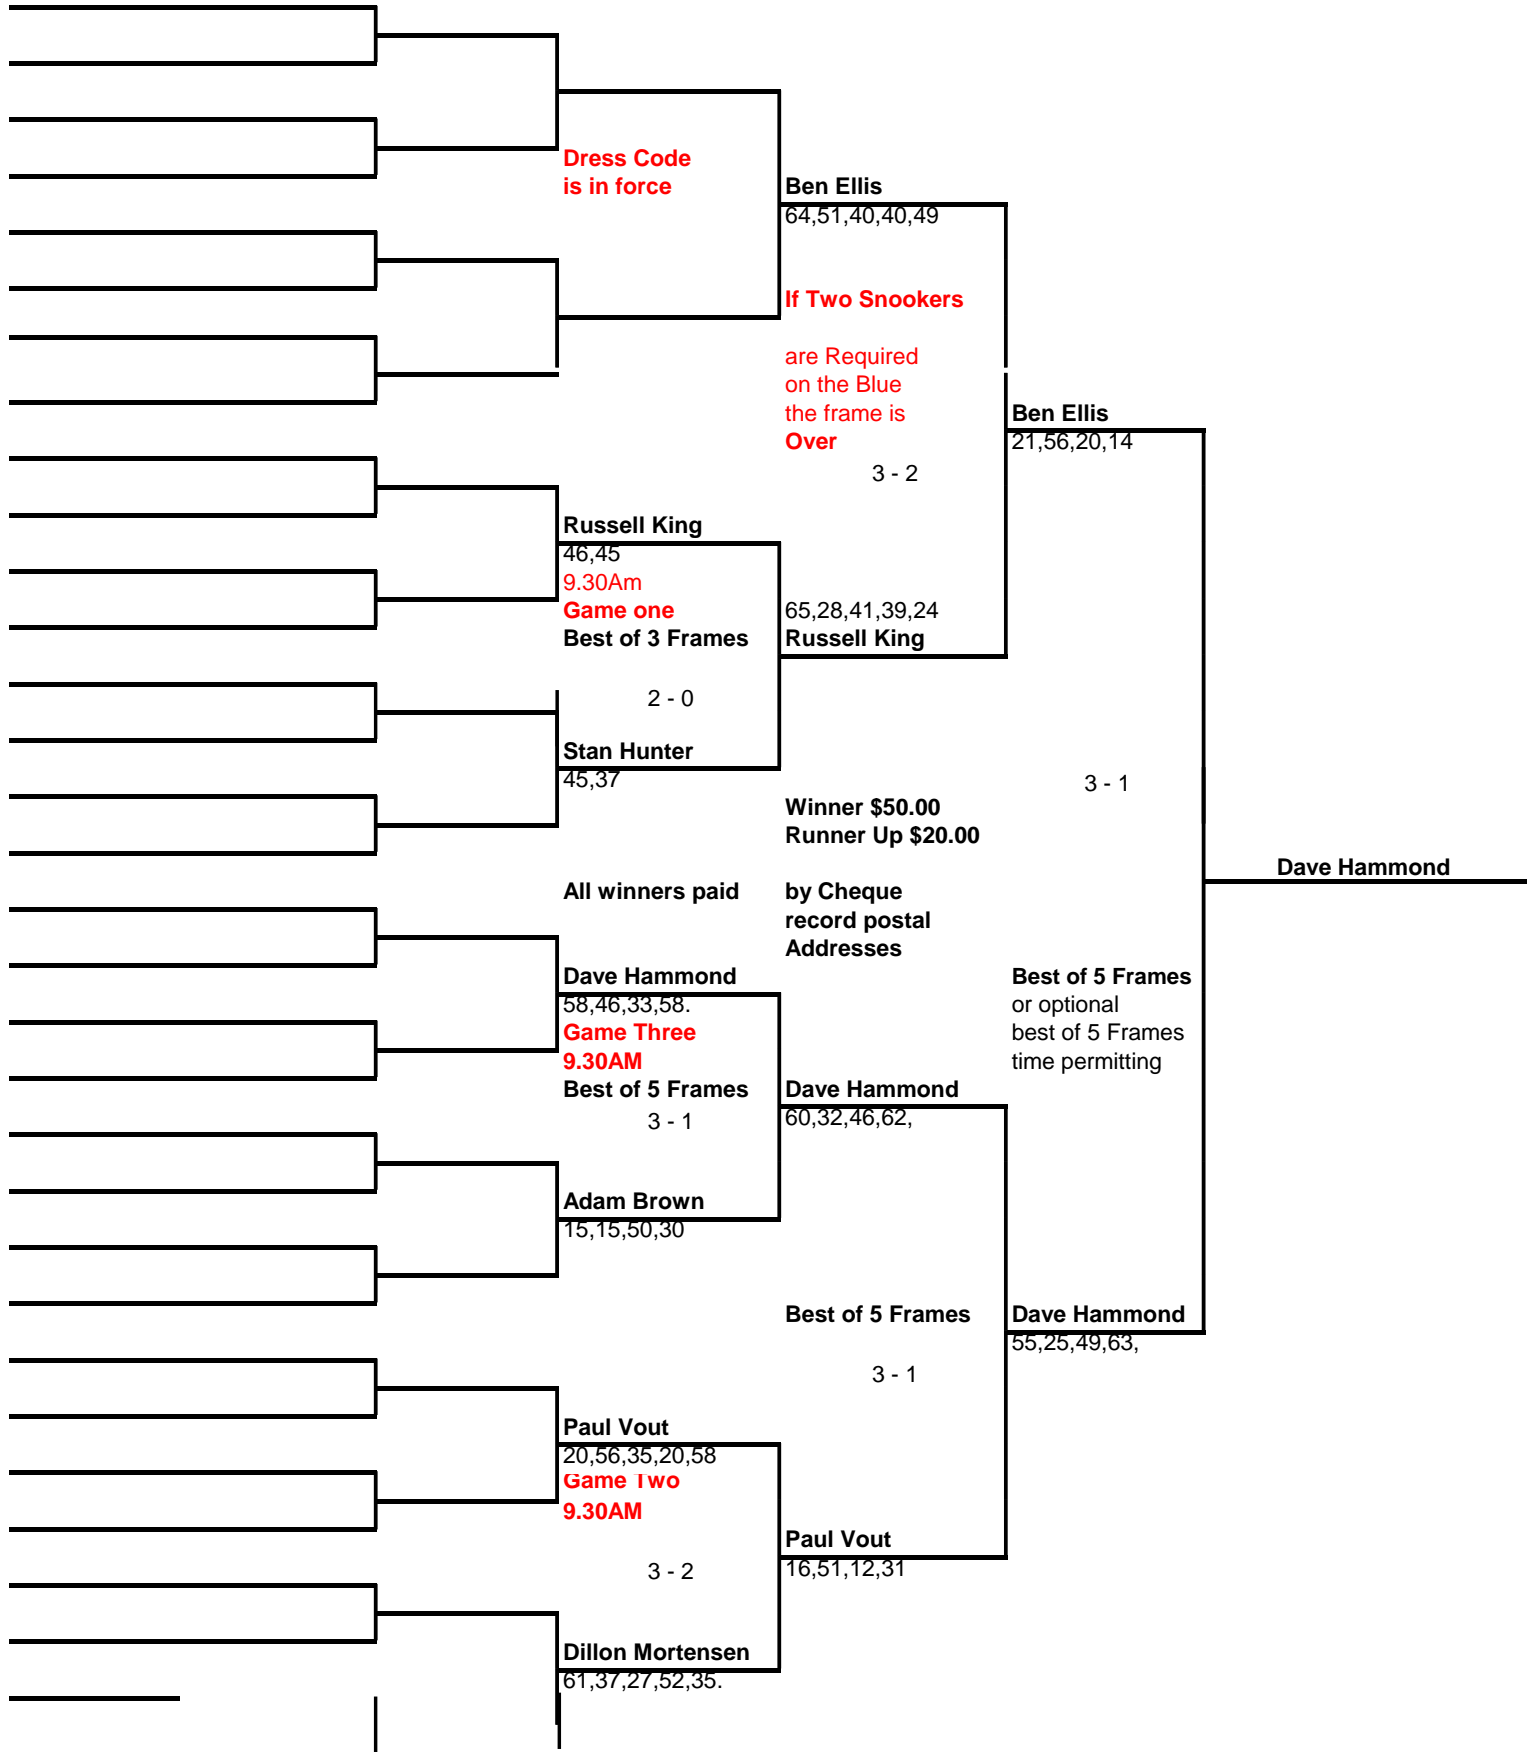 Dress Code
is in force
Ben Ellis
64,51,40,40,49
If Two Snookers
are Required
on the Blue
the frame is
Over
3 - 2
Ben Ellis
21,56,20,14
Russell King
46,45
9.30Am
Game one
Best of 3 Frames
65,28,41,39,24
Russell King
2 - 0
Stan Hunter
45,37
3 - 1
Winner $50.00
Runner Up $20.00
Dave Hammond
All winners paid by Cheque
record postal
Addresses
Dave Hammond
58,46,33,58.
Game Three
9.30AM
Best of 5 Frames
3 - 1
Best of 5 Frames
or optional
best of 5 Frames
time permitting
Dave Hammond
60,32,46,62,
Adam Brown
15,15,50,30
Best of 5 Frames
3 - 1
Dave Hammond
55,25,49,63,
Paul Vout
20,56,35,20,58
Game Two
9.30AM
3 - 2
Paul Vout
16,51,12,31
Dillon Mortensen
61,37,27,52,35.